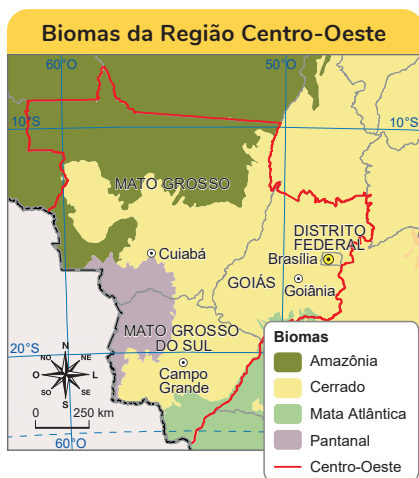 Biomas da Região Centro-Oeste
60°O
50°O
10°S
10°S
MATO GROSSO
DISTRITO
FEDERAL
Brasília
Cuiabá
GOIÁS
Goiânia
MATO GROSSO
DO SUL
20°S
Campo
Grande
N
NO
NE
O
L
SO
SE
S
0
250 km
60°O
Biomas
Amazônia
Cerrado
Mata Atlântica
Pantanal
Centro-Oeste